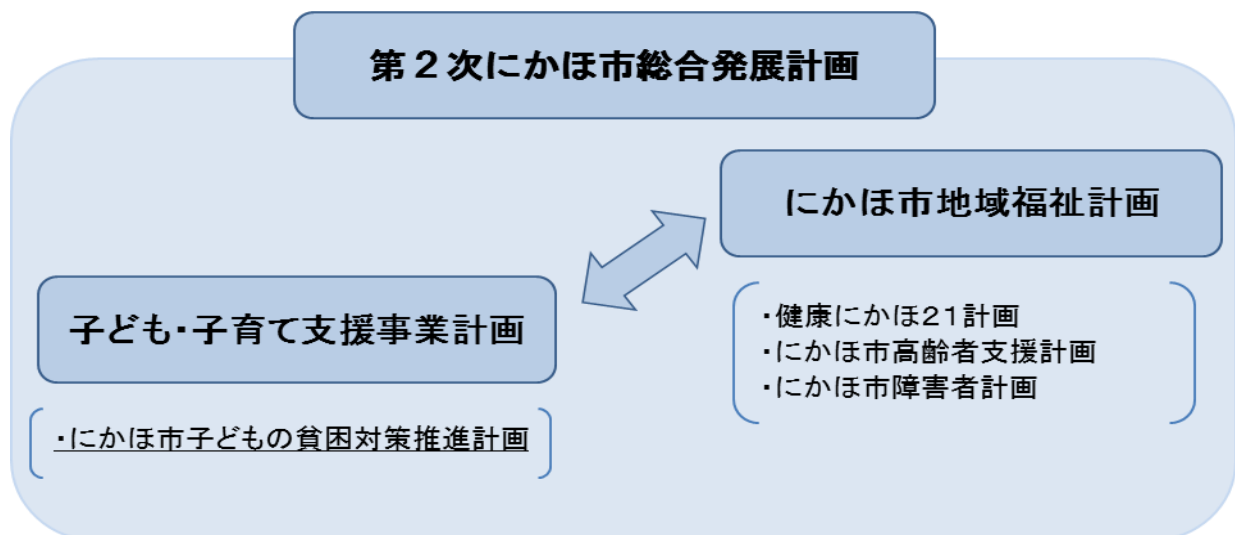 第２次にかほ市総合発展計画
にかほ市地域福祉計画
・健康にかほ２１計画
・にかほ市高齢者支援計画
・にかほ市障害者計画
子ども・子育て支援事業計画
・にかほ市子どもの貧困対策推進計画